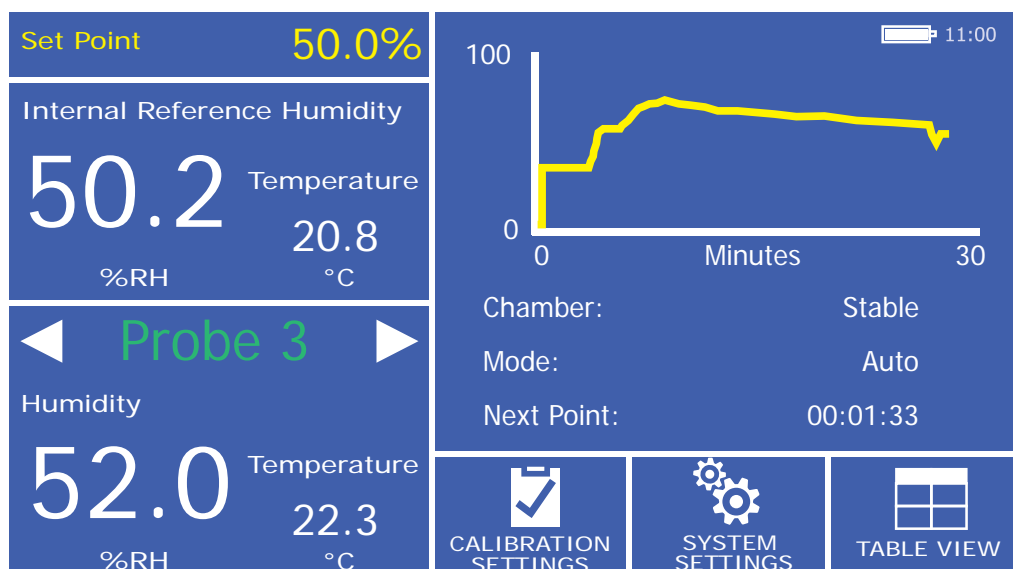 Set Point 50.0%
Internal Reference Humidity
50.2 Temperature
20.8
%RH °C
Probe 3
Humidity
52.0 Temperature
22.3
%RH °C
11:00
100
0
0 Minutes 30
Chamber: Stable
Mode: Auto
Next Point: 00:01:33
CALIBRATION
SETTINGS
SYSTEM
SETTINGS
TABLE VIEW